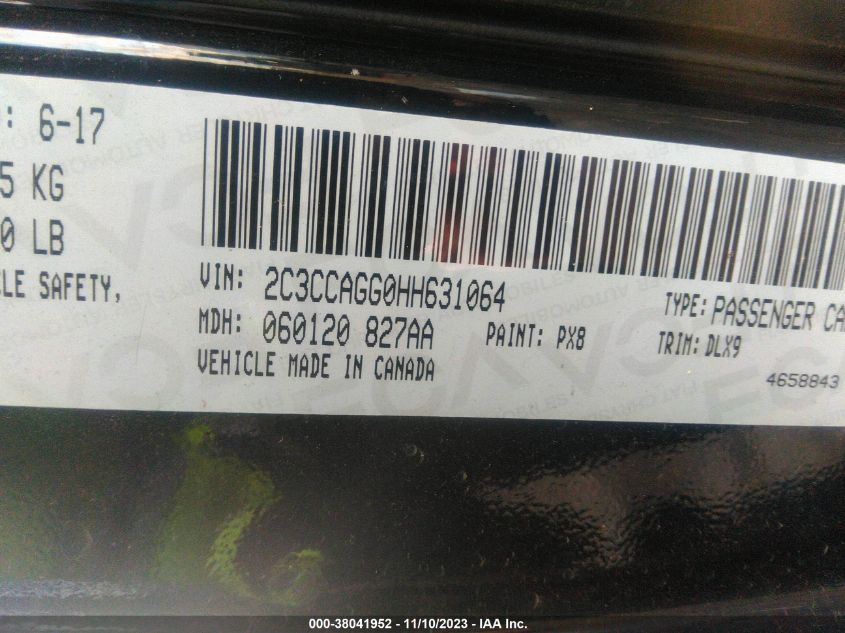 : 6-17
5 KG
0 LB
CLE SAFETY,
VIN: 2C3CCAGG0HH631064
TYPE: PASSENGER CA
MDH: 060120 827AA
PAINT: PX8
TRIM: DLX9
VEHICLE MADE IN CANADA
4658843
000-38041952 - 11/10/2023 - IAA Inc.